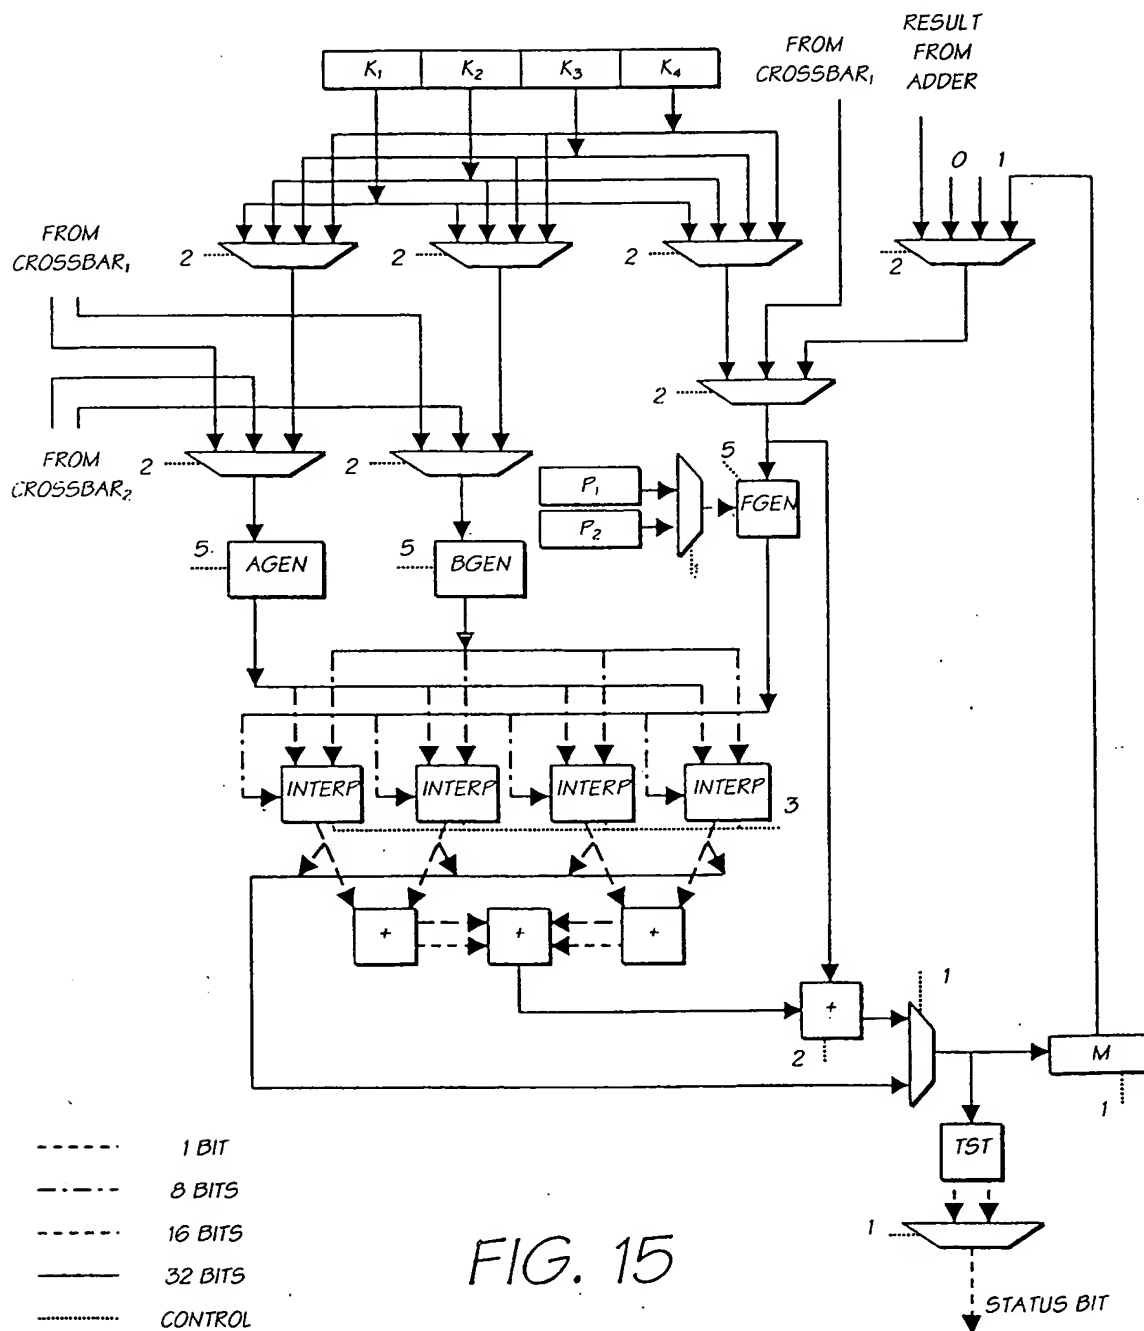 RESULT
FROM
ADDER
FROM
CROSSBAR₁
K₁ K₂ K₃ K₄
0 1
FROM
CROSSBAR₁
2 2 2 2
2
FROM
CROSSBAR₂
2 2
5
P₁
P₂
FGEN
5 AGEN
5 BGEN
INTERP INTERP INTERP INTERP
3
+ + +
1
+
2
M
1
TST
1
STATUS BIT
1 BIT
8 BITS
16 BITS
32 BITS
CONTROL
FIG. 15